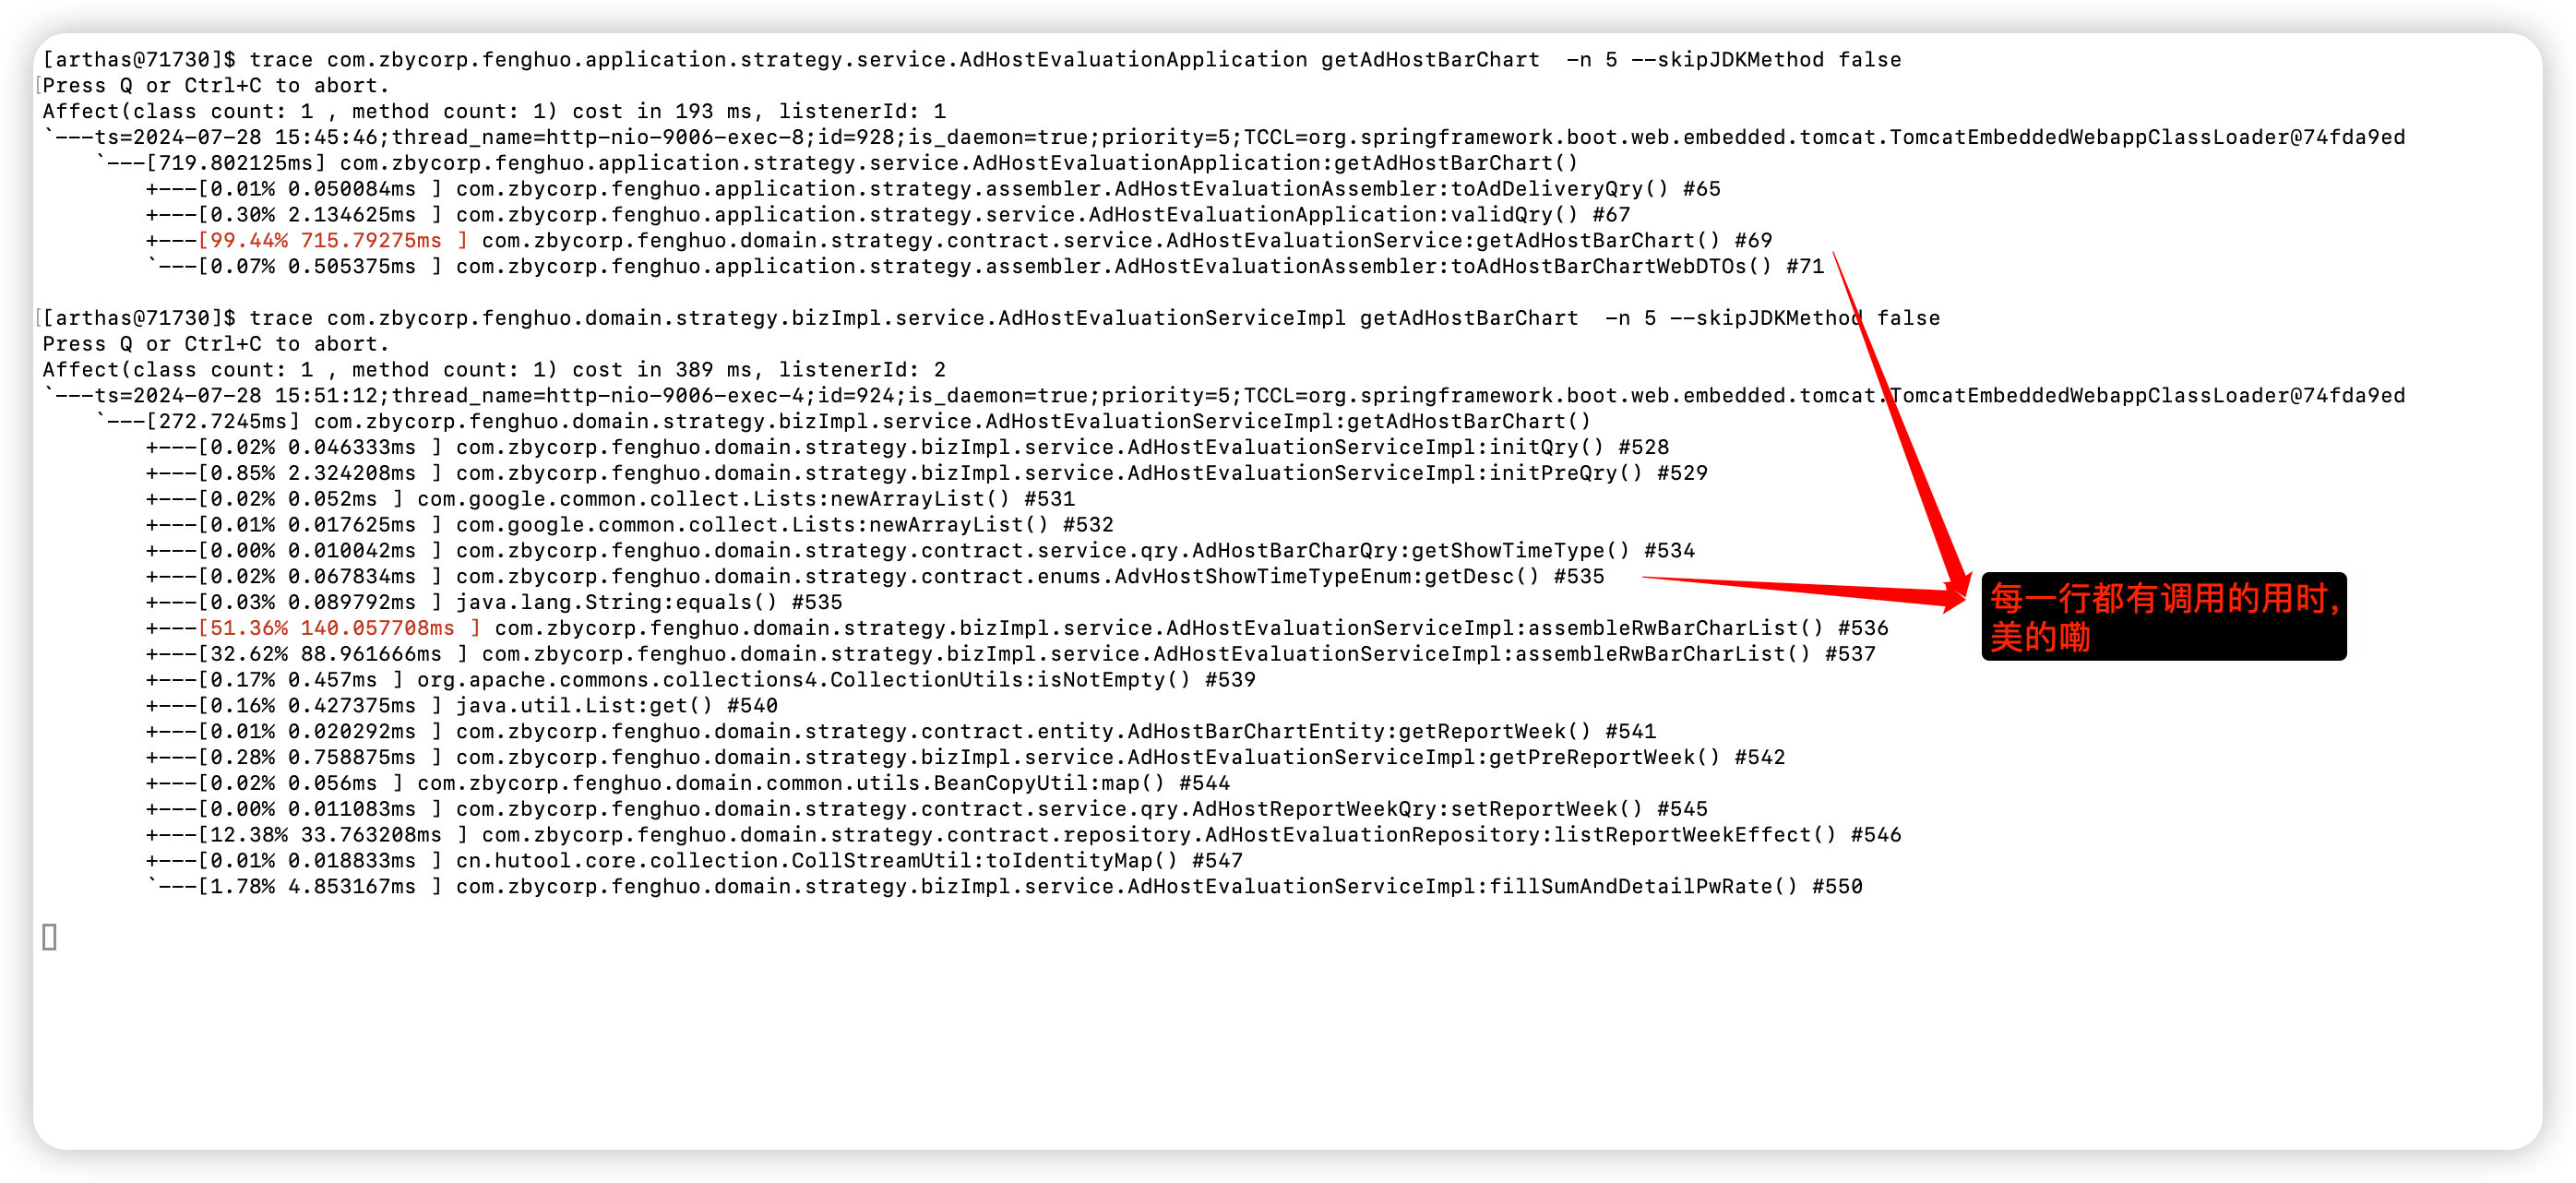 [arthas@71730]$ trace com.zbycorp.fenghuo.application.strategy.service.AdHostEvaluationApplication getAdHostBarChart  -n 5 --skipJDKMethod false
Press Q or Ctrl+C to abort.
Affect(class count: 1 , method count: 1) cost in 193 ms, listenerId: 1
`---ts=2024-07-28 15:45:46;thread_name=http-nio-9006-exec-8;id=928;is_daemon=true;priority=5;TCCL=org.springframework.boot.web.embedded.tomcat.TomcatEmbeddedWebappClassLoader@74fda9ed
    `---[719.802125ms] com.zbycorp.fenghuo.application.strategy.service.AdHostEvaluationApplication:getAdHostBarChart()
        +---[0.01% 0.050084ms ] com.zbycorp.fenghuo.application.strategy.assembler.AdHostEvaluationAssembler:toAdDeliveryQry() #65
        +---[0.30% 2.134625ms ] com.zbycorp.fenghuo.application.strategy.service.AdHostEvaluationApplication:validQry() #67
        +---[99.44% 715.79275ms ] com.zbycorp.fenghuo.domain.strategy.contract.service.AdHostEvaluationService:getAdHostBarChart() #69
        `---[0.07% 0.505375ms ] com.zbycorp.fenghuo.application.strategy.assembler.AdHostEvaluationAssembler:toAdHostBarChartWebDTOs() #71
[arthas@71730]$ trace com.zbycorp.fenghuo.domain.strategy.bizImpl.service.AdHostEvaluationServiceImpl getAdHostBarChart  -n 5 --skipJDKMethod false
Press Q or Ctrl+C to abort.
Affect(class count: 1 , method count: 1) cost in 389 ms, listenerId: 2
`---ts=2024-07-28 15:51:12;thread_name=http-nio-9006-exec-4;id=924;is_daemon=true;priority=5;TCCL=org.springframework.boot.web.embedded.tomcat.TomcatEmbeddedWebappClassLoader@74fda9ed
    `---[272.7245ms] com.zbycorp.fenghuo.domain.strategy.bizImpl.service.AdHostEvaluationServiceImpl:getAdHostBarChart()
        +---[0.02% 0.046333ms ] com.zbycorp.fenghuo.domain.strategy.bizImpl.service.AdHostEvaluationServiceImpl:initQry() #528
        +---[0.85% 2.324208ms ] com.zbycorp.fenghuo.domain.strategy.bizImpl.service.AdHostEvaluationServiceImpl:initPreQry() #529
        +---[0.02% 0.052ms ] com.google.common.collect.Lists:newArrayList() #531
        +---[0.01% 0.017625ms ] com.google.common.collect.Lists:newArrayList() #532
        +---[0.00% 0.010042ms ] com.zbycorp.fenghuo.domain.strategy.contract.service.qry.AdHostBarCharQry:getShowTimeType() #534
        +---[0.02% 0.067834ms ] com.zbycorp.fenghuo.domain.strategy.contract.enums.AdvHostShowTimeTypeEnum:getDesc() #535
        +---[0.03% 0.089792ms ] java.lang.String:equals() #535
        +---[51.36% 140.057708ms ] com.zbycorp.fenghuo.domain.strategy.bizImpl.service.AdHostEvaluationServiceImpl:assembleRwBarCharList() #536
        +---[32.62% 88.961666ms ] com.zbycorp.fenghuo.domain.strategy.bizImpl.service.AdHostEvaluationServiceImpl:assembleRwBarCharList() #537
        +---[0.17% 0.457ms ] org.apache.commons.collections4.CollectionUtils:isNotEmpty() #539
        +---[0.16% 0.427375ms ] java.util.List:get() #540
        +---[0.01% 0.020292ms ] com.zbycorp.fenghuo.domain.strategy.contract.entity.AdHostBarChartEntity:getReportWeek() #541
        +---[0.28% 0.758875ms ] com.zbycorp.fenghuo.domain.strategy.bizImpl.service.AdHostEvaluationServiceImpl:getPreReportWeek() #542
        +---[0.02% 0.056ms ] com.zbycorp.fenghuo.domain.common.utils.BeanCopyUtil:map() #544
        +---[0.00% 0.011083ms ] com.zbycorp.fenghuo.domain.strategy.contract.service.qry.AdHostReportWeekQry:setReportWeek() #545
        +---[12.38% 33.763208ms ] com.zbycorp.fenghuo.domain.strategy.contract.repository.AdHostEvaluationRepository:listReportWeekEffect() #546
        +---[0.01% 0.018833ms ] cn.hutool.core.collection.CollStreamUtil:toIdentityMap() #547
        `---[1.78% 4.853167ms ] com.zbycorp.fenghuo.domain.strategy.bizImpl.service.AdHostEvaluationServiceImpl:fillSumAndDetailPwRate() #550
每一行都有调用的用时,
美的嘞